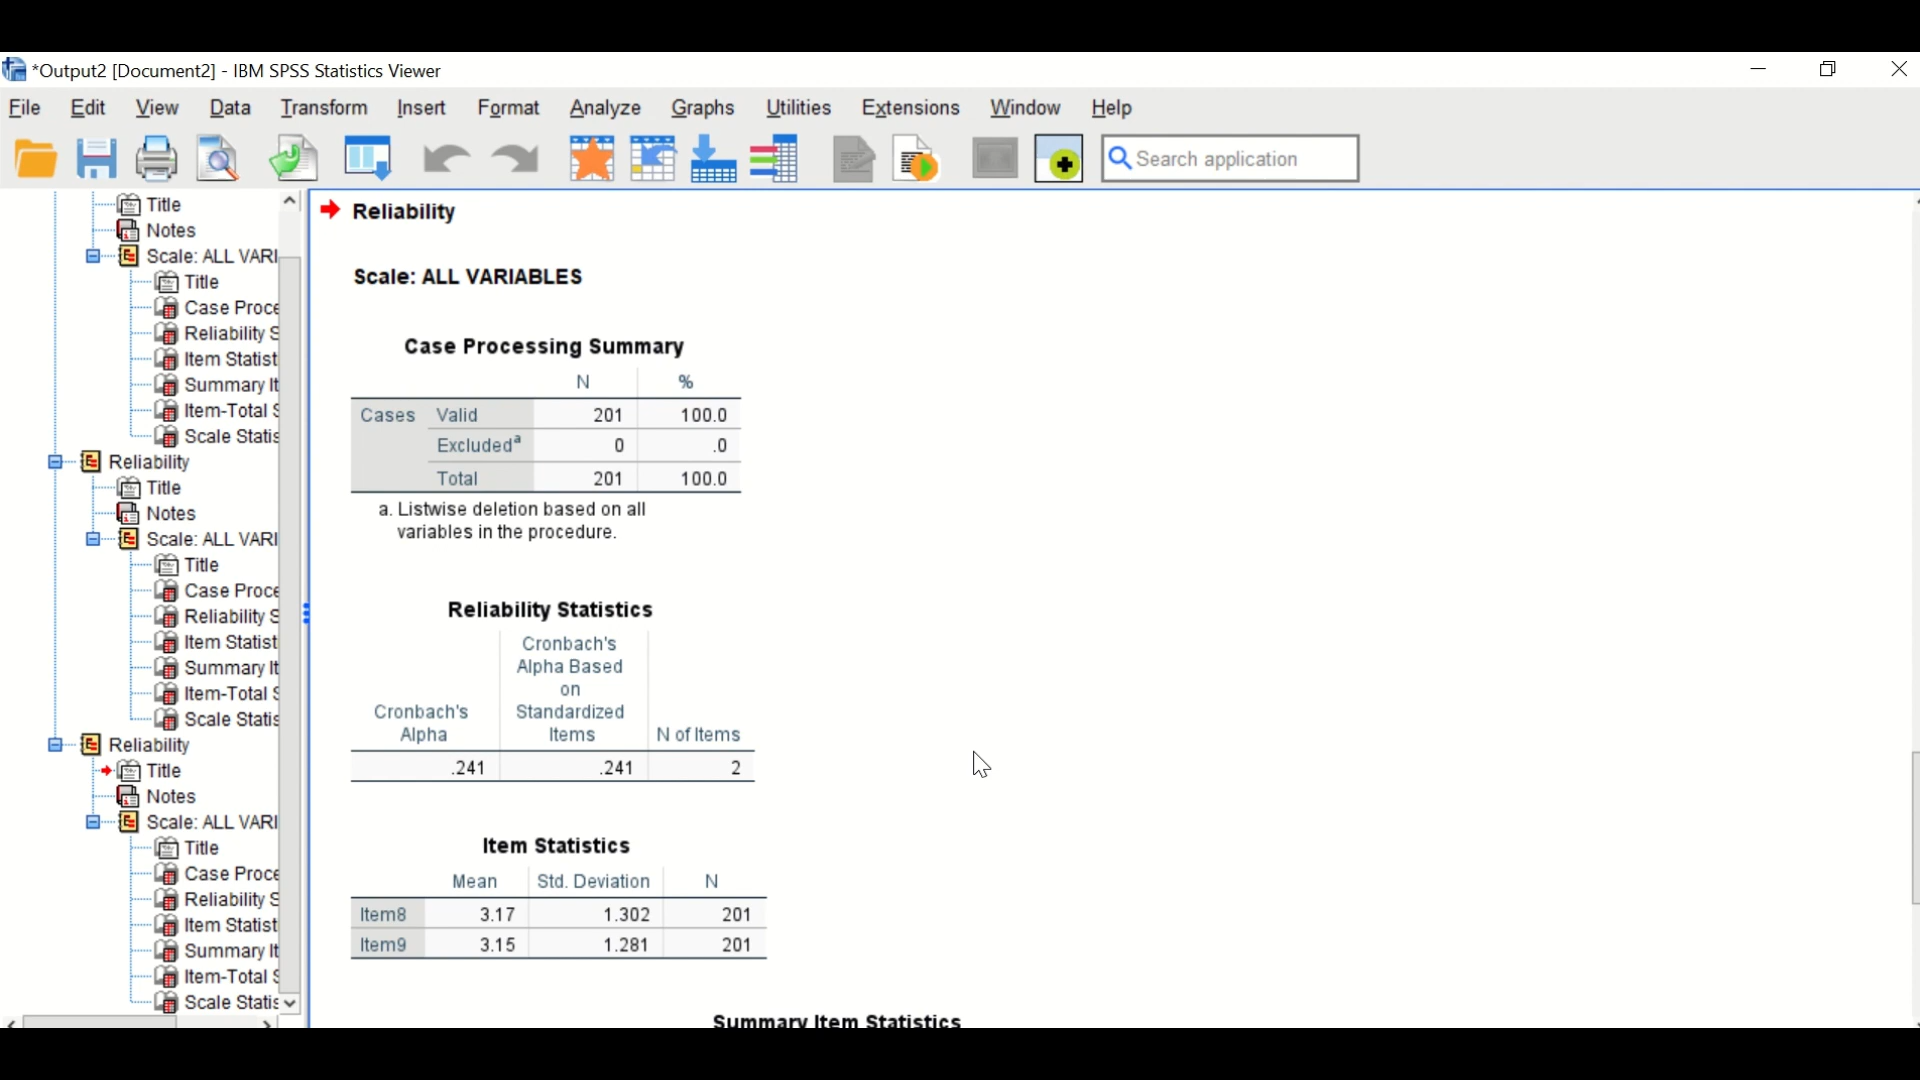 *Output2 [Document2] - IBM SPSS Statistics Viewer
File Edit View Data Transform Insert Format Analyze Graphs Utilities Extensions Window Help
Search application
Title
Notes
Scale: ALL VARI
Title
Case Proce
Reliability S
Item Statist
Summary It
Item-Total S
Scale Statis
Reliability
Title
Notes
Scale: ALL VARI
Title
Case Proce
Reliability S
Item Statist
Summary It
Item-Total S
Scale Statis
Reliability
Title
Notes
Scale: ALL VARI
Title
Case Proce
Reliability S
Item Statist
Summary It
Item-Total S
Scale Statis
Reliability
Scale: ALL VARIABLES
Case Processing Summary
N %
Cases Valid 201 100.0
Excluded a 0 .0
Total 201 100.0
a. Listwise deletion based on all
variables in the procedure.
Reliability Statistics
Cronbach's
Alpha
Cronbach's
Alpha Based
on
Standardized
Items
N of Items
.241 .241 2
Item Statistics
Mean Std. Deviation N
Item8 3.17 1.302 201
Item9 3.15 1.281 201
Summary Item Statistics